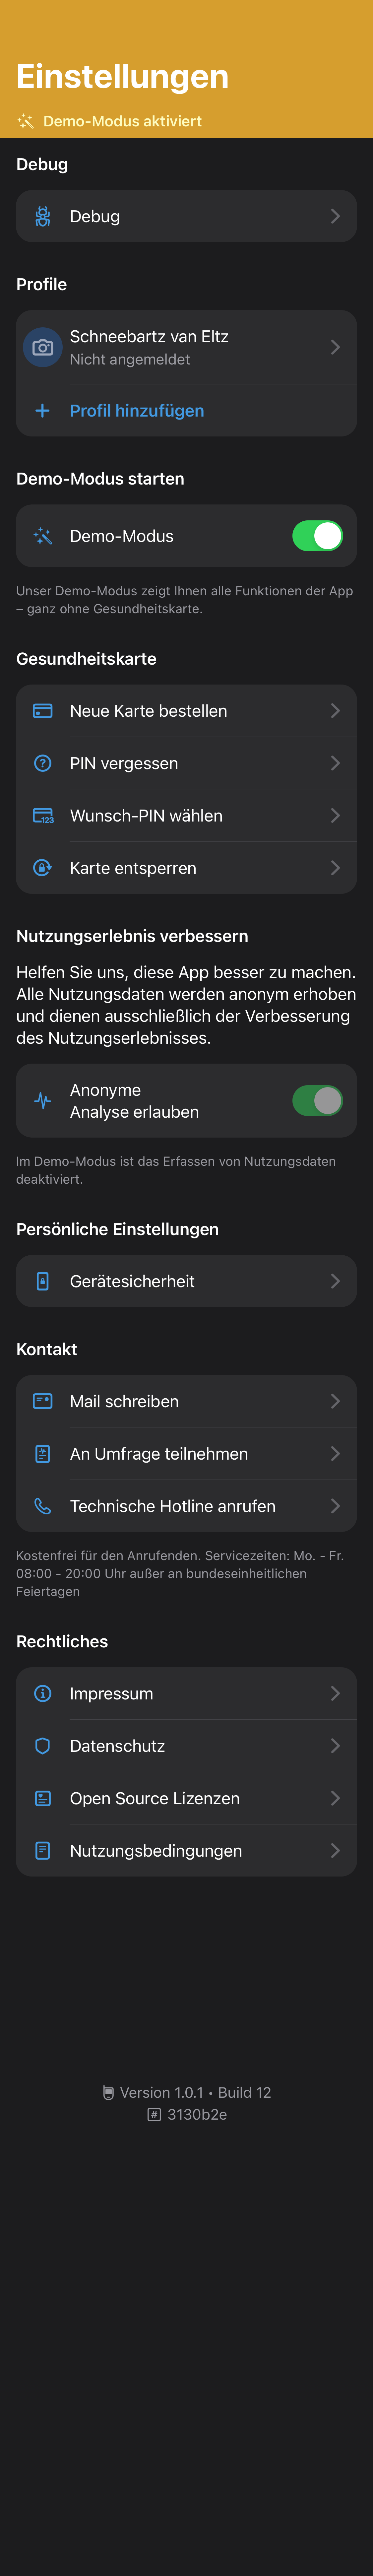 Einstellungen
Demo-Modus aktiviert
Debug
Debug
Profile
Schneebartz van Eltz
Nicht angemeldet
Profil hinzufügen
Demo-Modus starten
Demo-Modus
Unser Demo-Modus zeigt Ihnen alle Funktionen der App
– ganz ohne Gesundheitskarte.
Gesundheitskarte
Neue Karte bestellen
PIN vergessen
123
Wunsch-PIN wählen
Karte entsperren
Nutzungserlebnis verbessern
Helfen Sie uns, diese App besser zu machen.
Alle Nutzungsdaten werden anonym erhoben
und dienen ausschließlich der Verbesserung
des Nutzungserlebnisses.
Anonyme
Analyse erlauben
Im Demo-Modus ist das Erfassen von Nutzungsdaten
deaktiviert.
Persönliche Einstellungen
Gerätesicherheit
Kontakt
Mail schreiben
An Umfrage teilnehmen
Technische Hotline anrufen
Kostenfrei für den Anrufenden. Servicezeiten: Mo. - Fr.
08:00 - 20:00 Uhr außer an bundeseinheitlichen
Feiertagen
Rechtliches
Impressum
Datenschutz
Open Source Lizenzen
Nutzungsbedingungen
Version 1.0.1 • Build 12
# 3130b2e